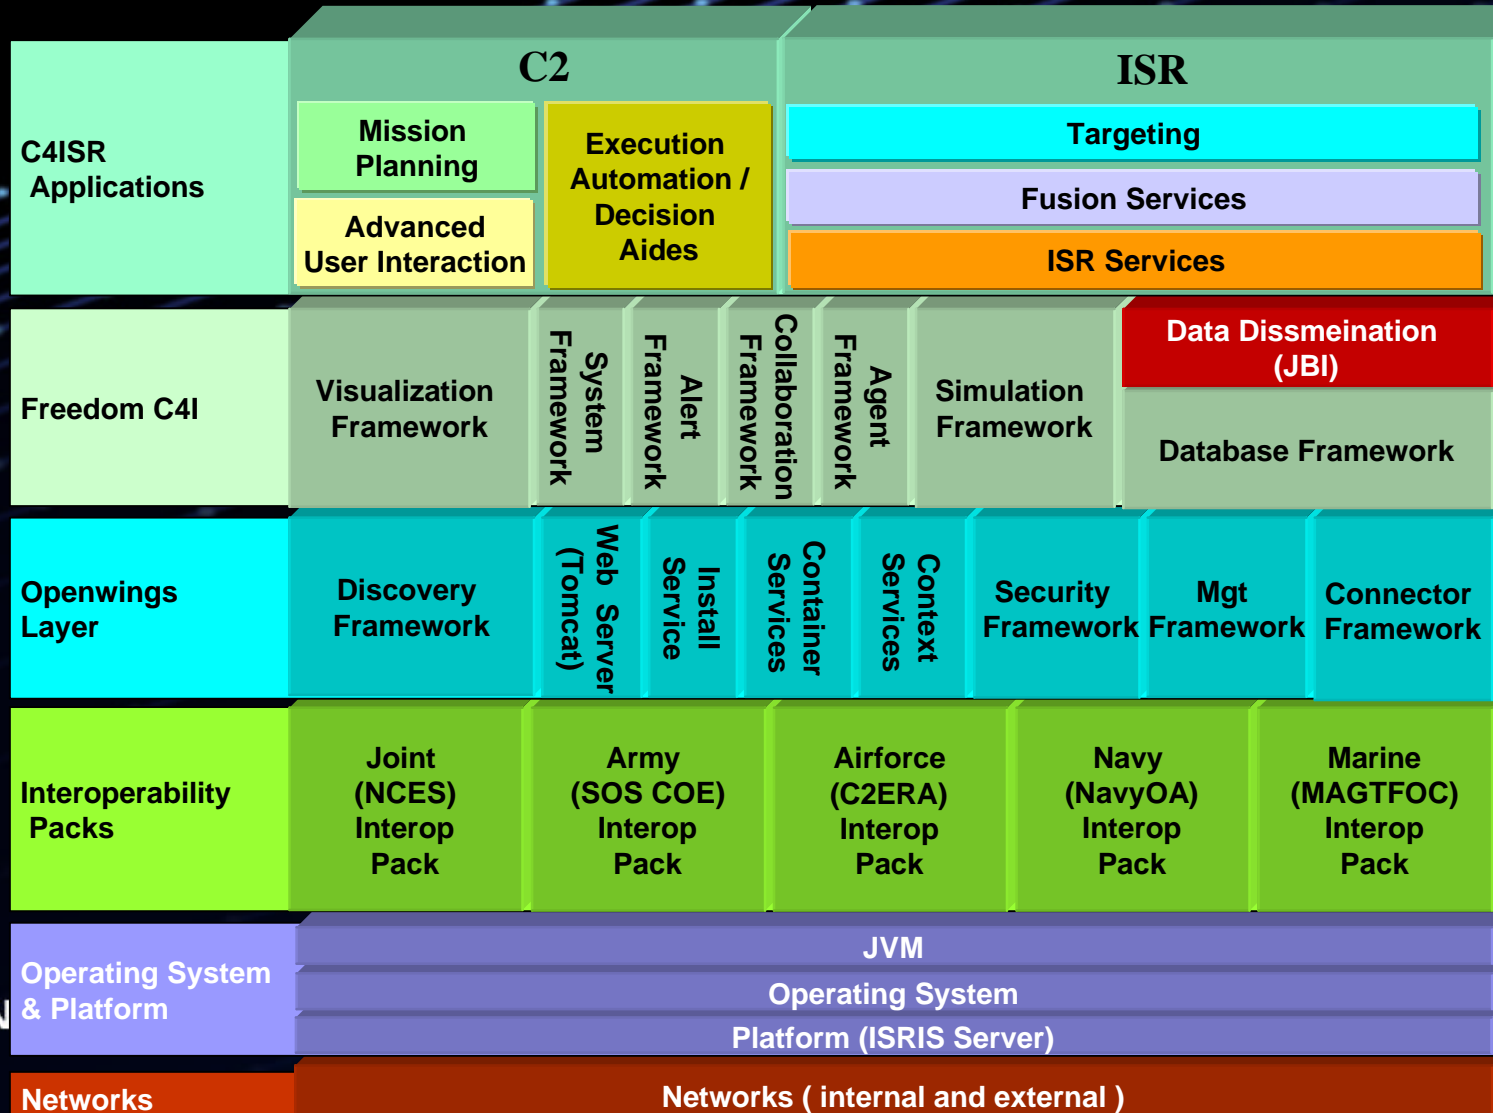 C2
ISR
C4ISR
Applications
Mission
Planning
Advanced
User Interaction
Execution
Automation /
Decision
Aides
Targeting
Fusion Services
ISR Services
Freedom C4I
Visualization
Framework
System
Framework
Alert
Framework
Collaboration
Framework
Agent
Framework
Simulation
Framework
Data Dissmeination
(JBI)
Database Framework
Openwings
Layer
Discovery
Framework
Web Server
(Tomcat)
Install
Service
Container
Services
Context
Services
Security
Framework
Mgt
Framework
Connector
Framework
Interoperability
Packs
Joint
(NCES)
Interop
Pack
Army
(SOS COE)
Interop
Pack
Airforce
(C2ERA)
Interop
Pack
Navy
(NavyOA)
Interop
Pack
Marine
(MAGTFOC)
Interop
Pack
Operating System
& Platform
JVM
Operating System
Platform (ISRIS Server)
Networks
Networks ( internal and external )